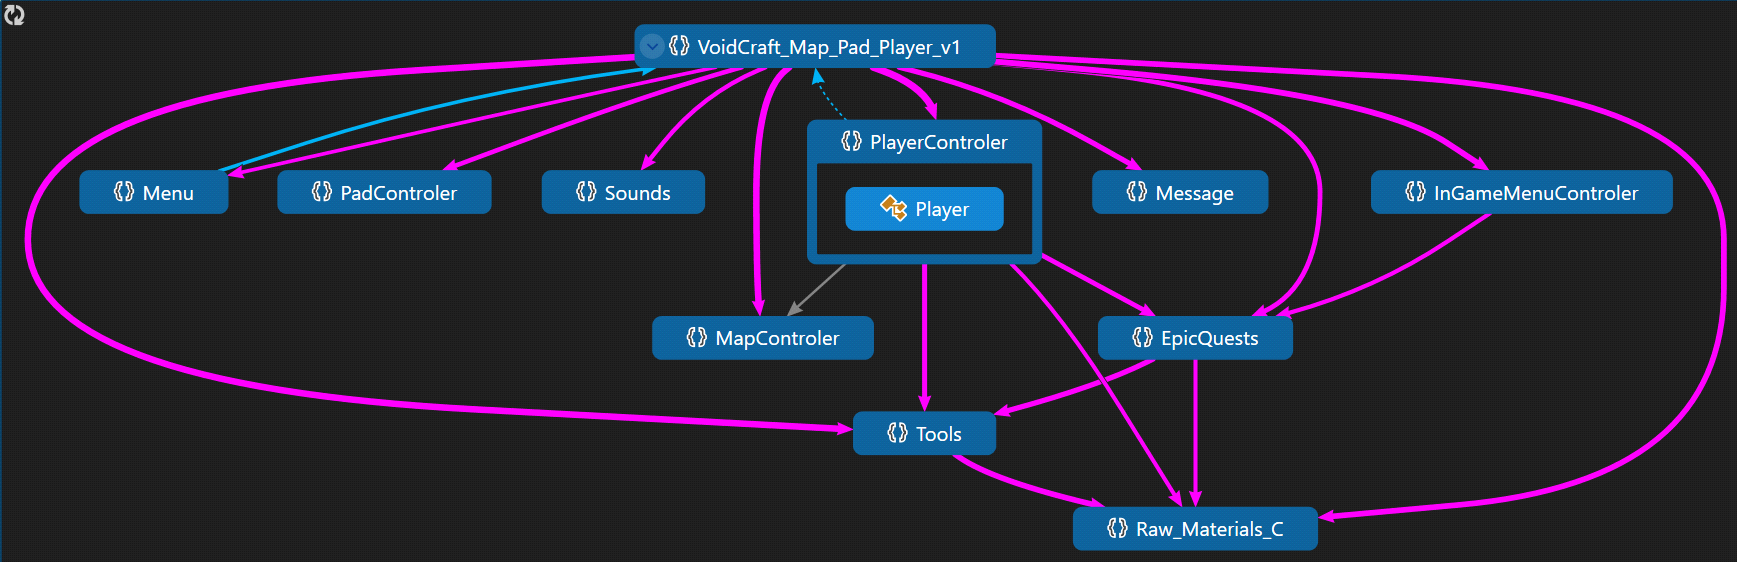 VoidCraft_Map_Pad_Player_v1
PlayerControler
Menu
PadControler
Sounds
Player
Message
InGameMenuControler
MapControler
EpicQuests
Tools
Raw_Materials_C